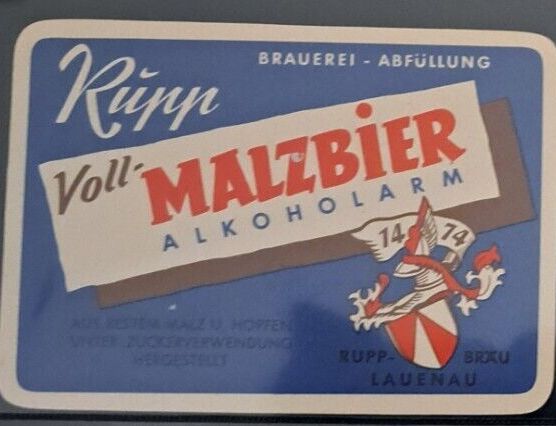 Rupp
BRAUEREI - ABFÜLLUNG
Voll-
MALZBIER
ALKOHOLARM
14 74
AUS BESTEM MALZ U. HOPFEN
UNTER ZUCKERVERWENDUNG
HERGESTELLT
RUPP- BRÄU
LAUENAU